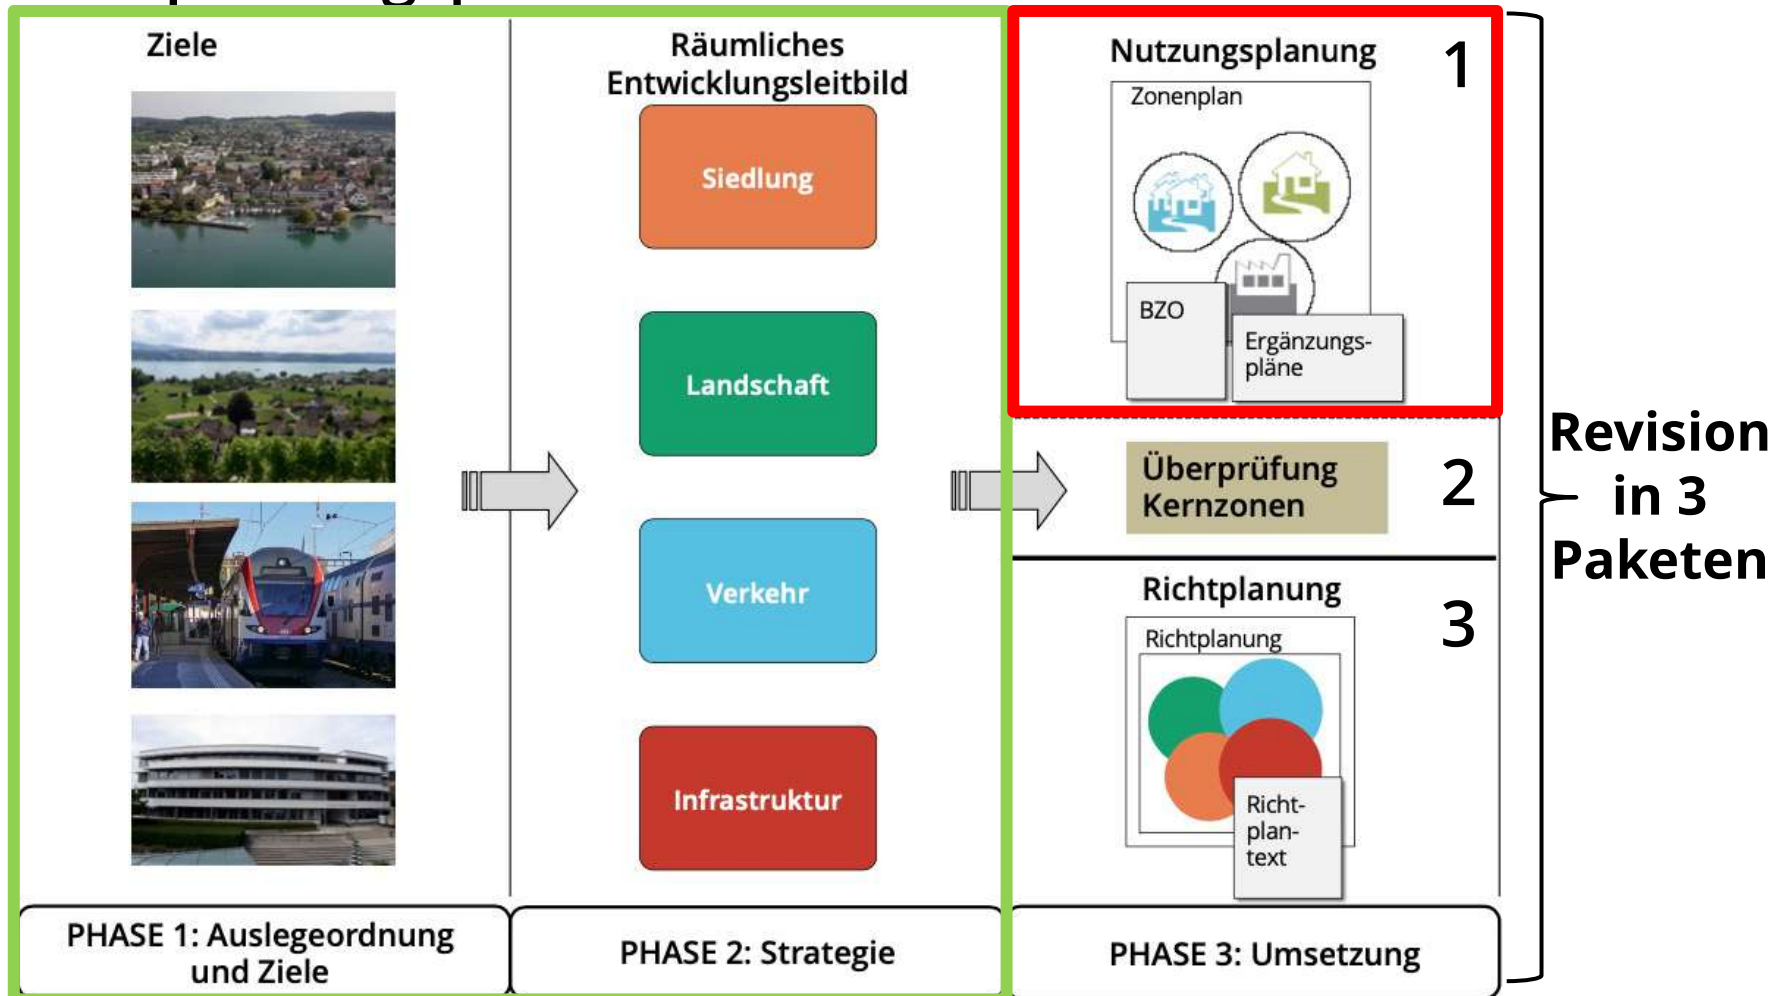 Ziele
Räumliches
Entwicklungsleitbild
Siedlung
Landschaft
Verkehr
Infrastruktur
Nutzungsplanung
1
Zonenplan
BZO
Ergänzungs-
pläne
Überprüfung
Kernzonen
2
Richtplanung
3
Richtplanung
Richt-
plan-
text
Revision
in 3
Paketen
PHASE 1: Auslegeordnung
und Ziele
PHASE 2: Strategie
PHASE 3: Umsetzung